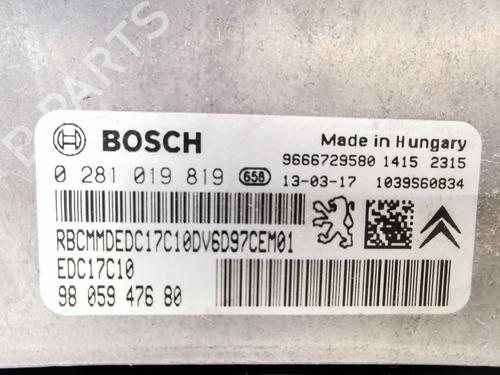 B PARTS
BOSCH
Made in Hungary
9666729580 1415 2315
0 281 019 819 658 13-03-17 1039S60834
RBCMMDEDC17C10DV6D97CEM01
EDC17C10
98 059 476 80